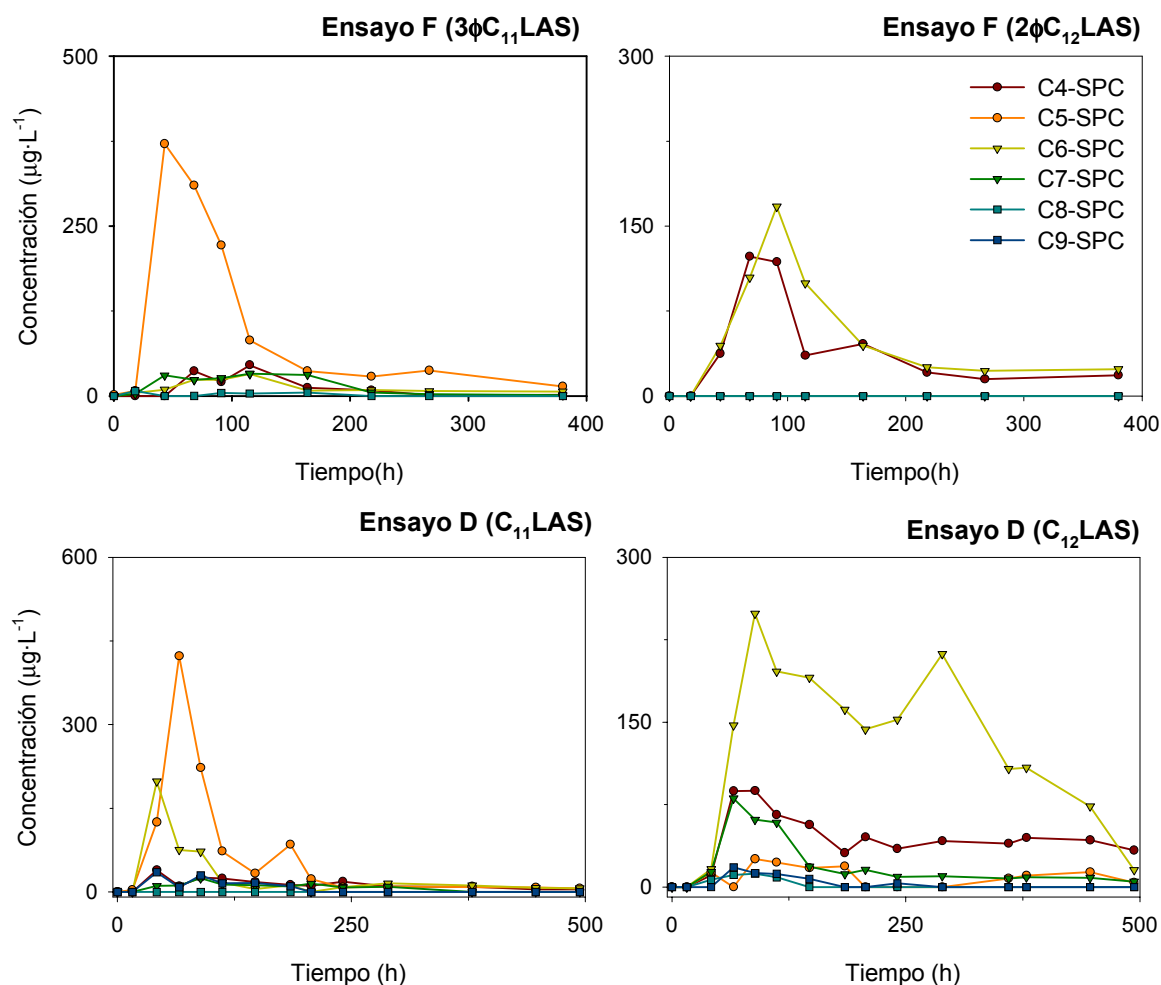 Ensayo F (3ϕC₁₁LAS)
500
250
0
Concentración (μg·L⁻¹)
0 100 200 300 400
Tiempo(h)
Ensayo F (2ϕC₁₂LAS)
300
150
0
C4-SPC
C5-SPC
C6-SPC
C7-SPC
C8-SPC
C9-SPC
0 100 200 300 400
Tiempo(h)
Ensayo D (C₁₁LAS)
600
300
0
Concentración (μg·L⁻¹)
0 250 500
Tiempo (h)
Ensayo D (C₁₂LAS)
300
150
0
0 250 500
Tiempo (h)